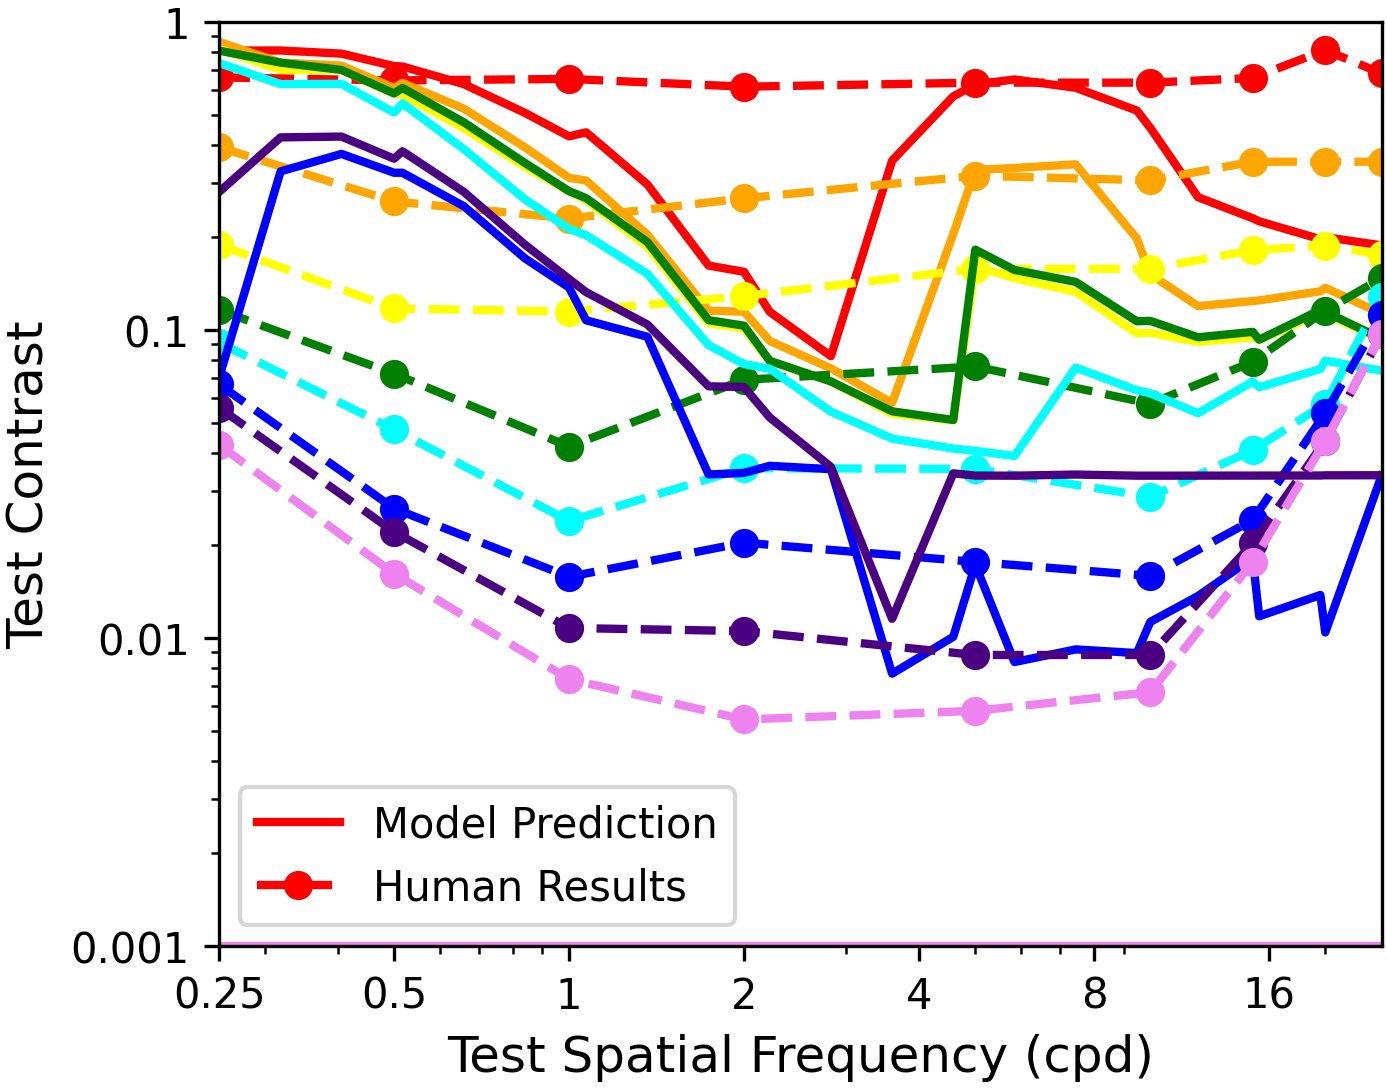 1
0.1
0.01
0.001
Test Contrast
Model Prediction
Human Results
0.25 0.5 1 2 4 8 16
Test Spatial Frequency (cpd)